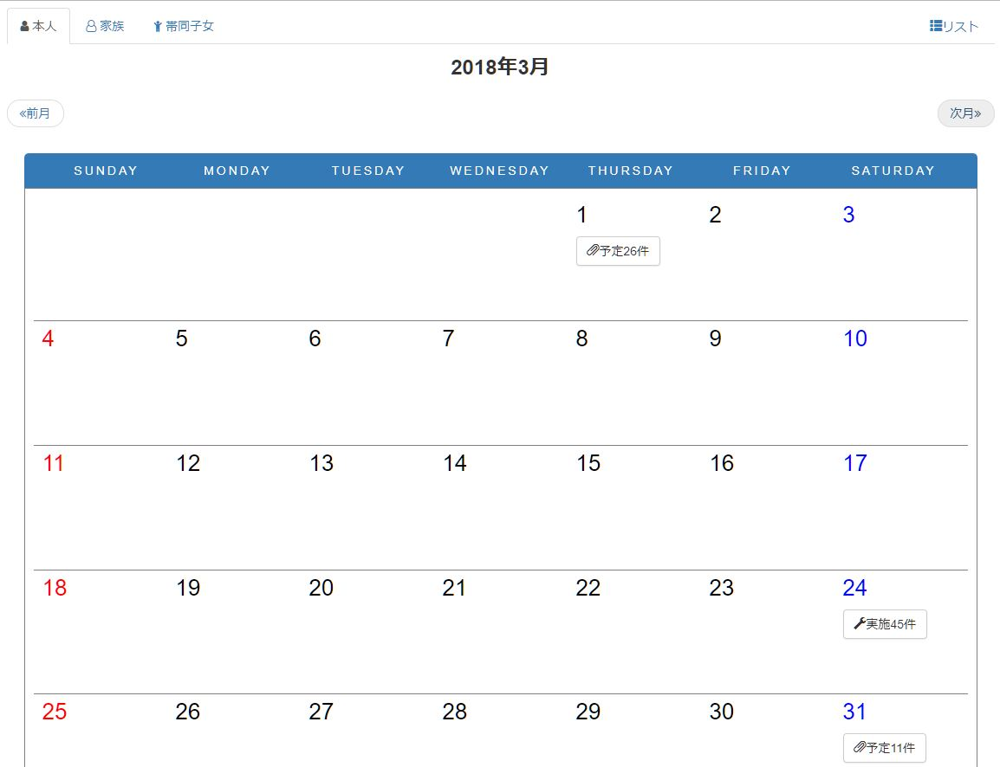 本人 家族 帯同子女 リスト
2018年3月
«前月 次月»
SUNDAY MONDAY TUESDAY WEDNESDAY THURSDAY FRIDAY SATURDAY
1 2 3
予定26件
4 5 6 7 8 9 10
11 12 13 14 15 16 17
18 19 20 21 22 23 24
実施45件
25 26 27 28 29 30 31
予定11件